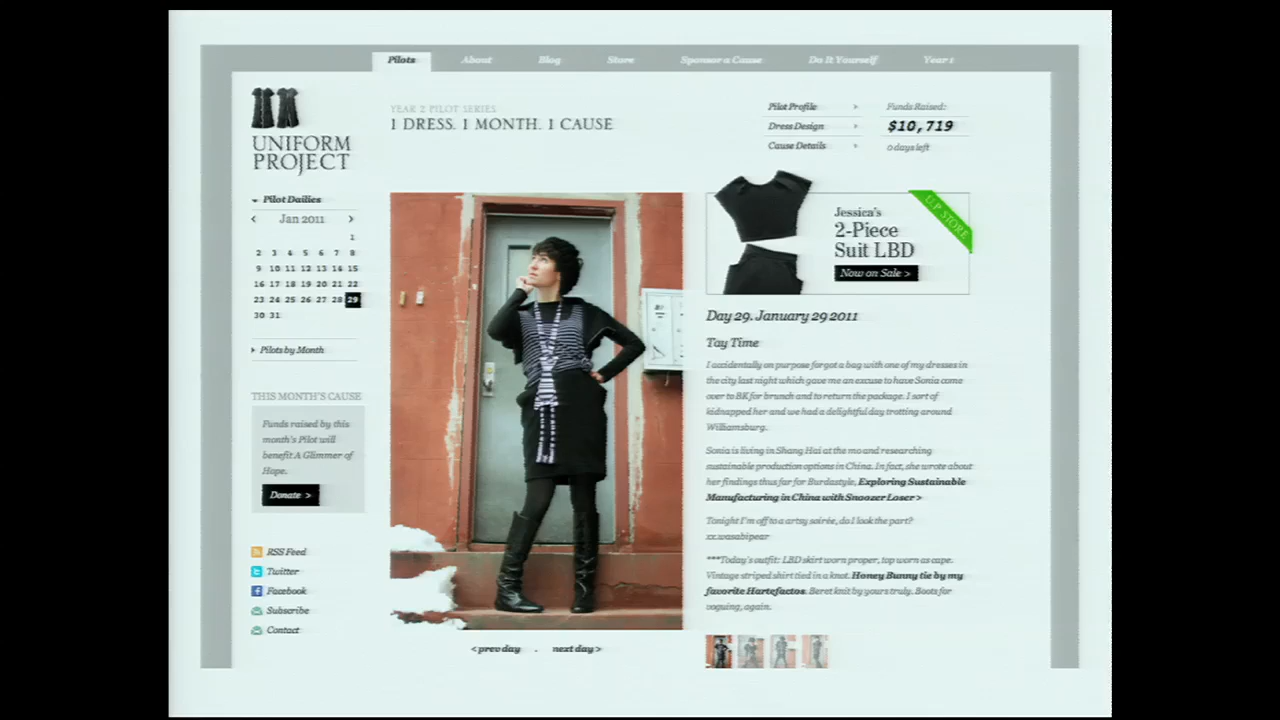 Pilots About Blog Store Sponsor a Cause Do It Yourself Year 1
UNIFORM
PROJECT
YEAR 2 PILOT SERIES
1 DRESS. 1 MONTH. 1 CAUSE
Pilot Profile >
Dress Design >
Cause Details >
Funds Raised:
$10,719
0 days left
Pilot Dailies
< Jan 2011 >
1
2 3 4 5 6 7 8
9 10 11 12 13 14 15
16 17 18 19 20 21 22
23 24 25 26 27 28 29
30 31
Pilots by Month
THIS MONTH'S CAUSE
Funds raised by this
month's Pilot will
benefit A Glimmer of
Hope.
Donate >
RSS Feed
Twitter
Facebook
Subscribe
Contact
< prev day . next day >
Jessica's
2-Piece
Suit LBD
Now on Sale >
U.P. STORE
Day 29. January 29 2011
Tay Time
I accidentally on purpose forgot a bag with one of my dresses in
the city last night which gave me an excuse to have Sonia come
over to BK for brunch and to return the package. I sort of
kidnapped her and we had a delightful day trotting around
Williamsburg.
Sonia is living in Shang Hai at the mo and researching
sustainable production options in China. In fact, she wrote about
her findings thus far for Burdastyle, Exploring Sustainable
Manufacturing in China with Snoozer Loser >
Tonight I'm off to a artsy soirée, do I look the part?
xx.wasabipear
***Today's outfit: LBD skirt worn proper, top worn as cape.
Vintage striped shirt tied in a knot. Honey Bunny tie by my
favorite Hartefactos. Beret knit by yours truly. Boots for
voguing, again.